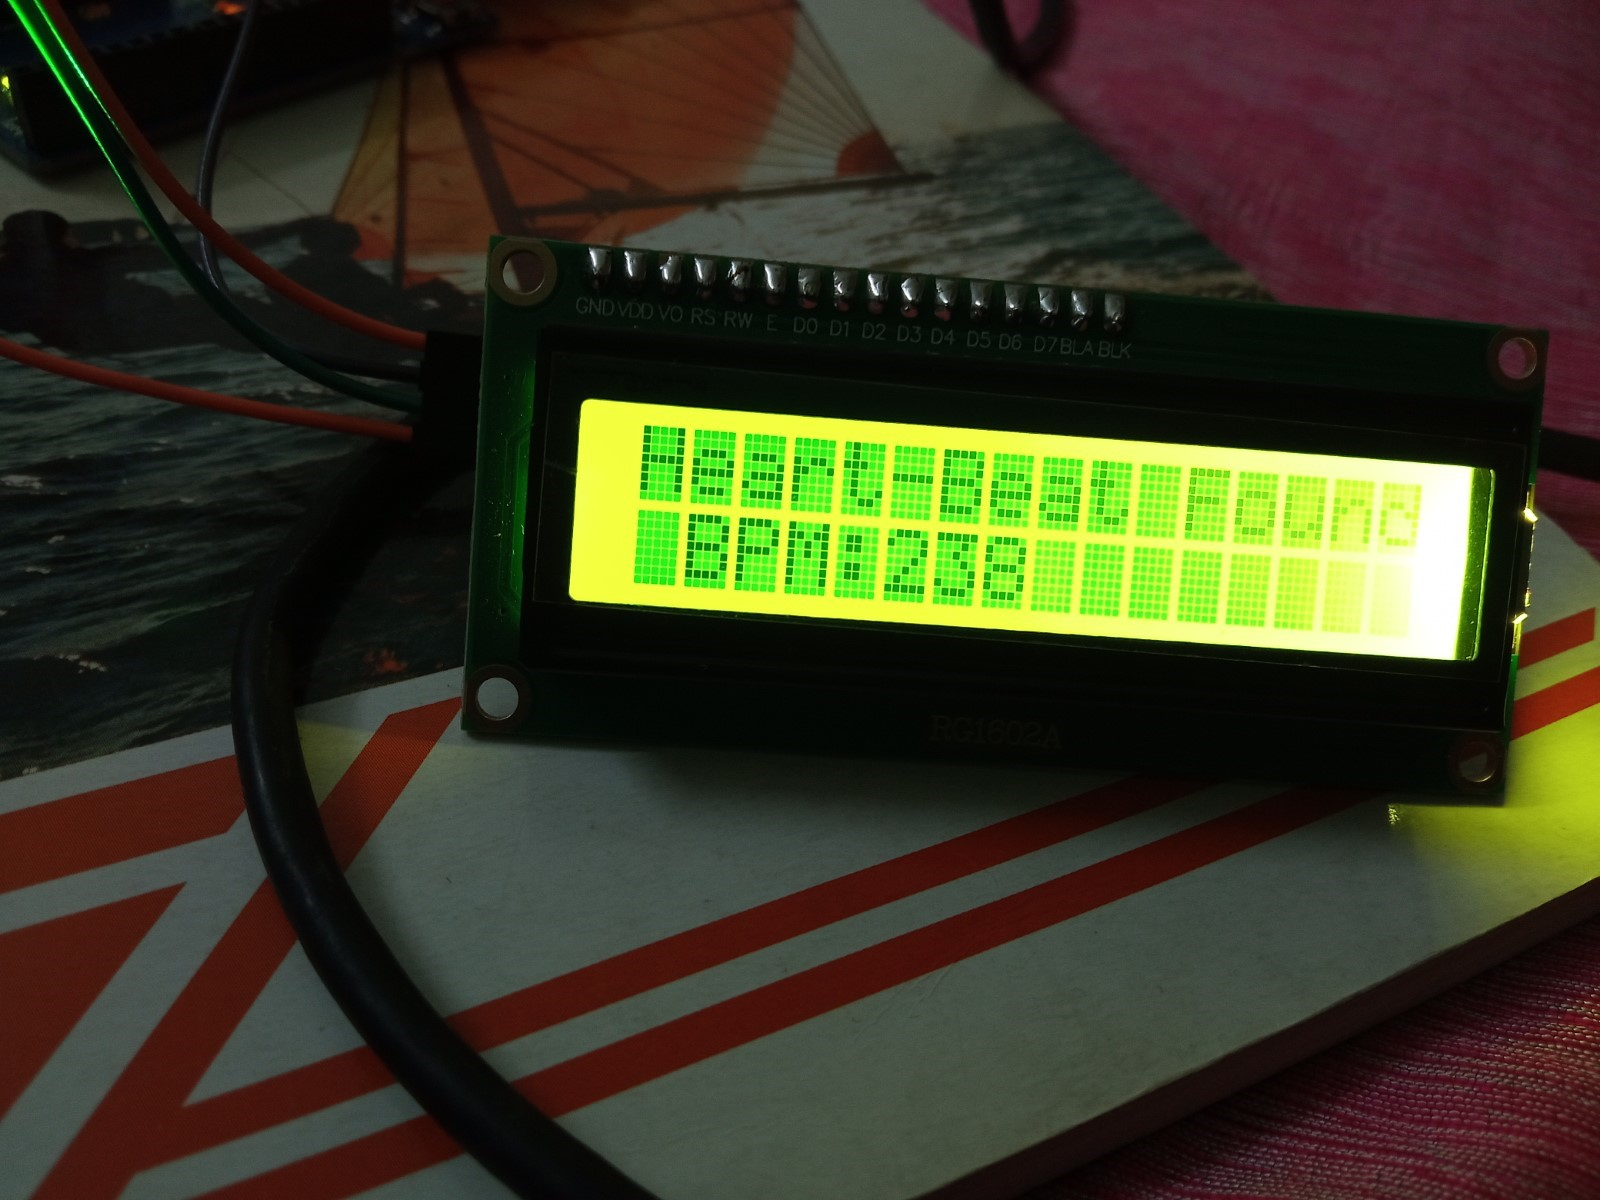 GND VDD VO RS RW E D0 D1 D2 D3 D4 D5 D6 D7 BLA BLK
Heart-Beat Found
BPM:238
RG1602A